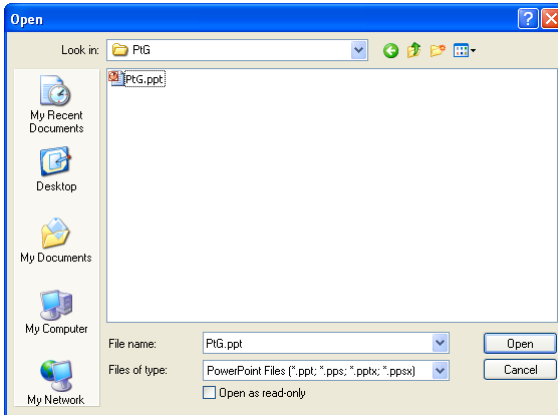 Open
Look in:
PtG
PtG.ppt
My Recent
Documents
Desktop
My Documents
My Computer
My Network
File name:
PtG.ppt
Open
Files of type:
PowerPoint Files (*.ppt; *.pps; *.pptx; *.ppsx)
Cancel
Open as read-only